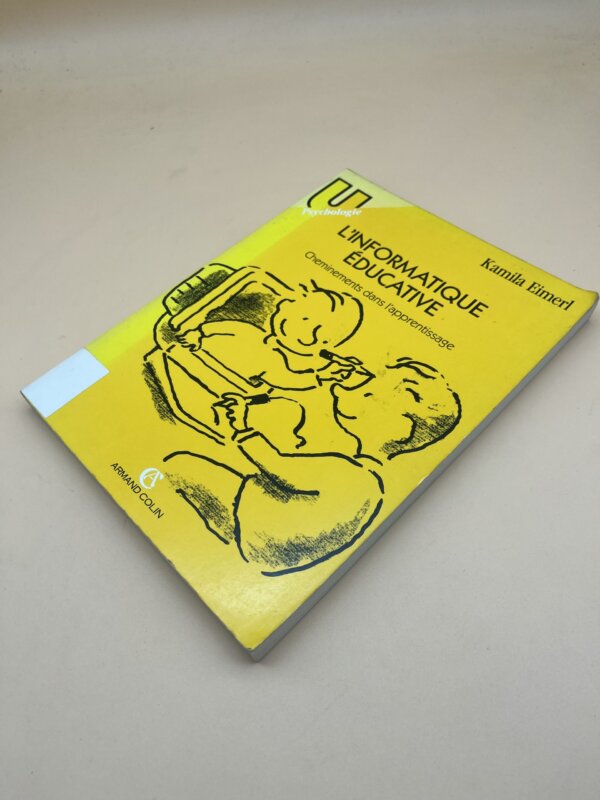 U
Psychologie
Kamila Eimerl
L'INFORMATIQUE
ÉDUCATIVE
Cheminements dans l'apprentissage
ARMAND COLIN